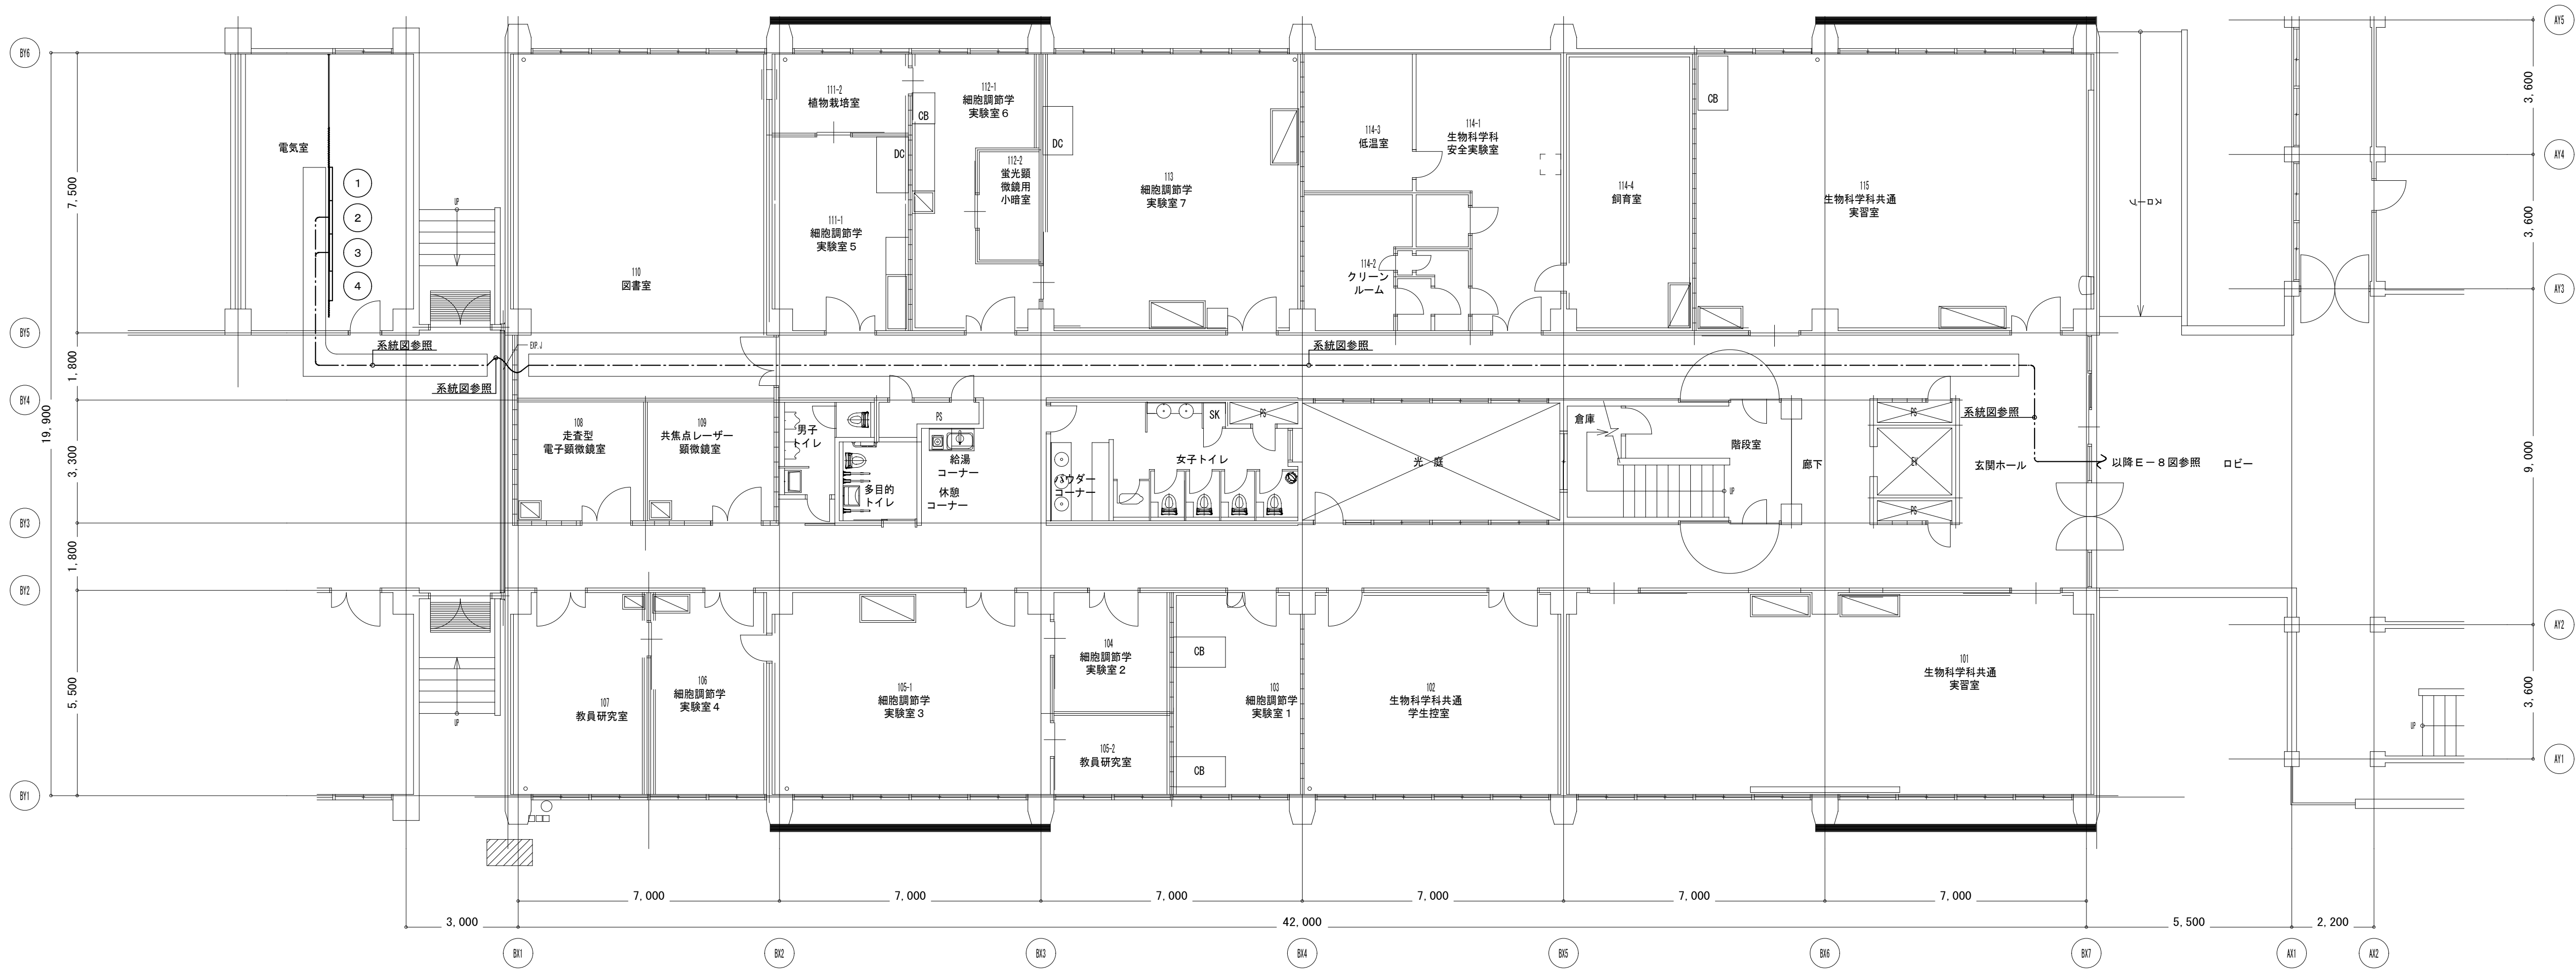 BY6
BY5
BY4
BY3
BY2
BY1
19,900
7,500
1,800
3,300
1,800
5,500
電気室
1
2
3
4
UP
系統図参照
系統図参照
EXP.J
110
図書室
111-2
植物栽培室
DC
111-1
細胞調節学
実験室5
CB
112-1
細胞調節学
実験室6
112-2
蛍光顕
微鏡用
小暗室
DC
113
細胞調節学
実験室7
114-3
低温室
114-1
生物科学科
安全実験室
114-2
クリーン
ルーム
114-4
飼育室
CB
115
生物科学科共通
実習室
スロープ
系統図参照
108
走査型
電子顕微鏡室
109
共焦点レーザー
顕微鏡室
男子
トイレ
多目的
トイレ
PS
給湯
コーナー
休憩
コーナー
パウダー
コーナー
女子トイレ
SK
PS
光 庭
倉庫
UP
階段室
廊下
PS
EV
PS
玄関ホール
系統図参照
以降E-8図参照
ロビー
UP
107
教員研究室
106
細胞調節学
実験室4
105-1
細胞調節学
実験室3
104
細胞調節学
実験室2
105-2
教員研究室
CB
CB
103
細胞調節学
実験室1
102
生物科学科共通
学生控室
101
生物科学科共通
実習室
UP
AY5
AY4
AY3
AY2
AY1
3,600
3,600
9,000
3,600
7,000
7,000
7,000
7,000
7,000
7,000
3,000
42,000
5,500
2,200
BX1
BX2
BX3
BX4
BX5
BX6
BX7
AX1
AX2